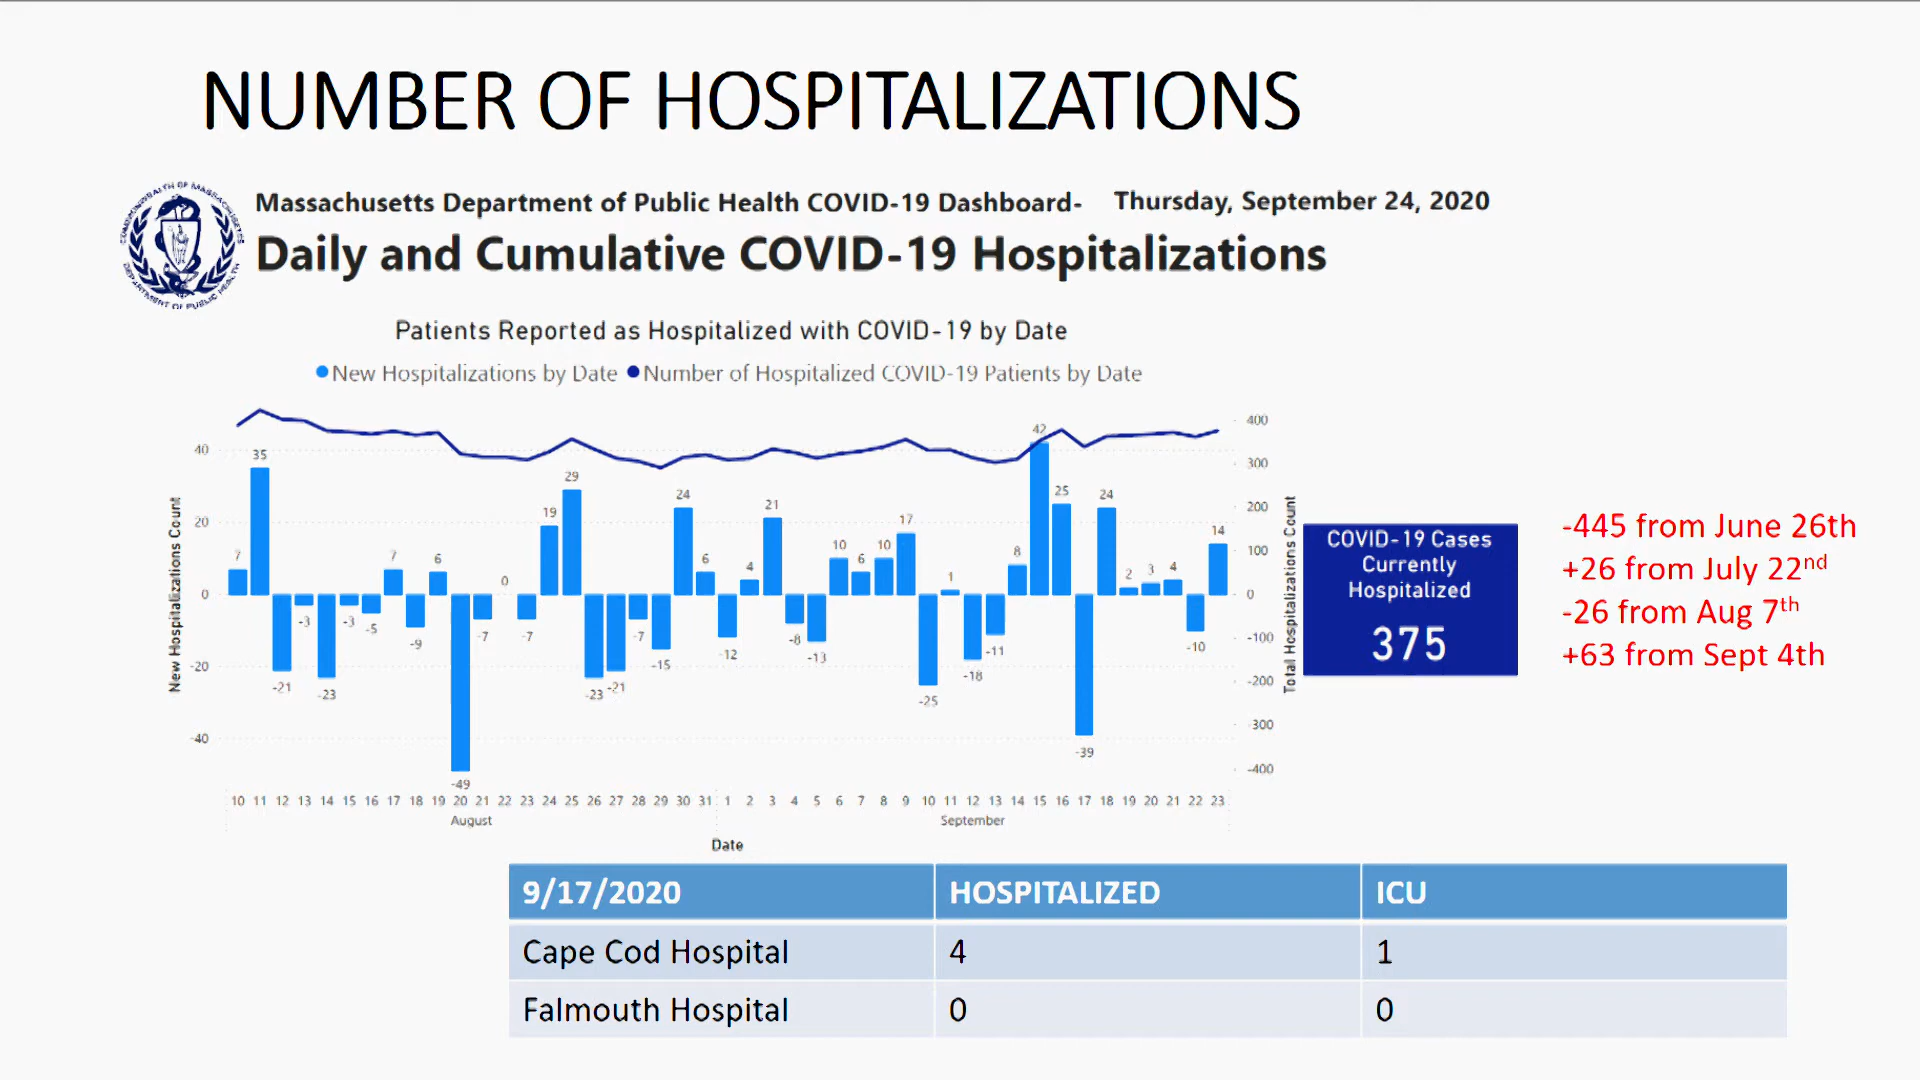 NUMBER OF HOSPITALIZATIONS
COMMONWEALTH OF MASSACHUSETTS
DEPARTMENT OF PUBLIC HEALTH
Massachusetts Department of Public Health COVID-19 Dashboard- Thursday, September 24, 2020
Daily and Cumulative COVID-19 Hospitalizations
Patients Reported as Hospitalized with COVID-19 by Date
New Hospitalizations by Date Number of Hospitalized COVID-19 Patients by Date
New Hospitalizations Count
40
20
0
-20
-40
7 35 -21 -3 -23 -3 -5 7 -9 6 -49 -7 0 -7 19 29 -23 -21 -7 -15 24 6 -12 4 21 -8 -13 10 6 10 17 -25 1 -18 -11 8 42 25 -39 24 2 3 4 -10 14
400
300
200
100
0
-100
-200
-300
-400
Total Hospitalizations Count
10 11 12 13 14 15 16 17 18 19 20 21 22 23 24 25 26 27 28 29 30 31 1 2 3 4 5 6 7 8 9 10 11 12 13 14 15 16 17 18 19 20 21 22 23
August September
Date
COVID-19 Cases
Currently
Hospitalized
375
-445 from June 26th
+26 from July 22nd
-26 from Aug 7th
+63 from Sept 4th
9/17/2020 HOSPITALIZED ICU
Cape Cod Hospital 4 1
Falmouth Hospital 0 0